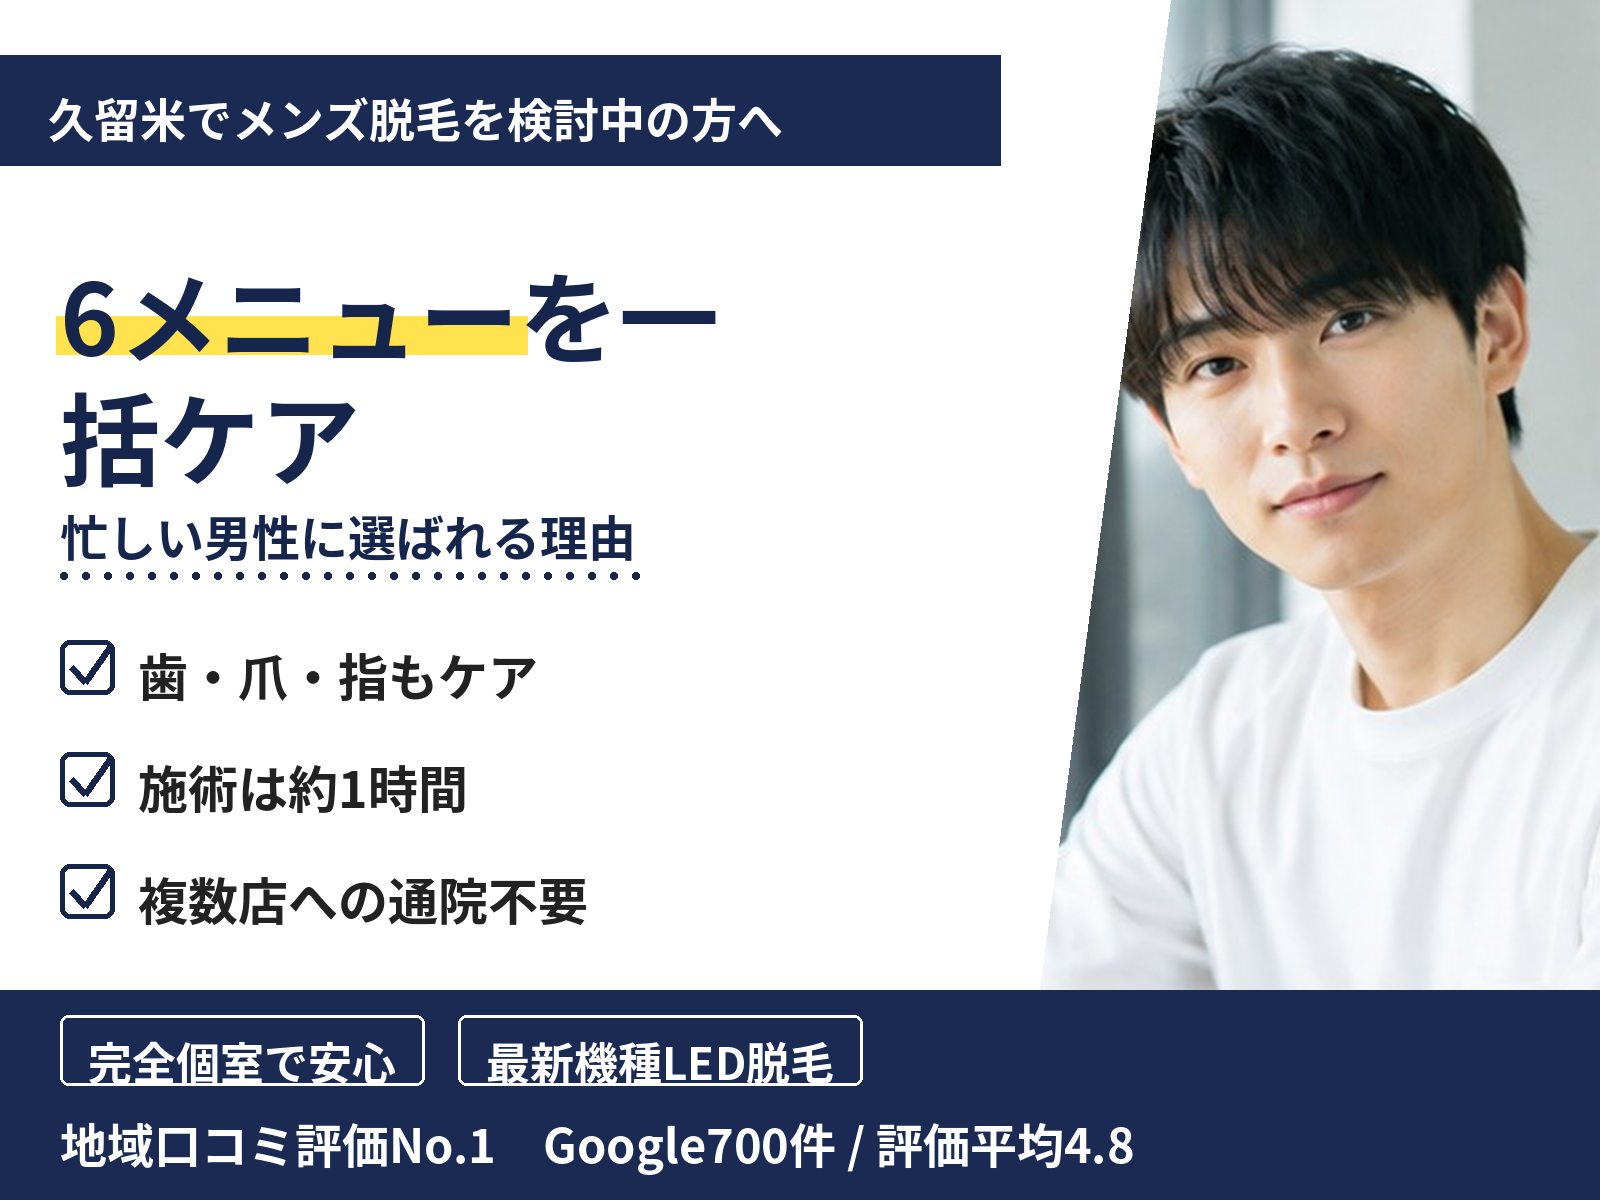 久留米でメンズ脱毛を検討中の方へ
6メニューを一
括ケア
忙しい男性に選ばれる理由
歯・爪・指もケア
施術は約1時間
複数店への通院不要
完全個室で安心
最新機種LED脱毛
地域口コミ評価No.1　Google700件 / 評価平均4.8